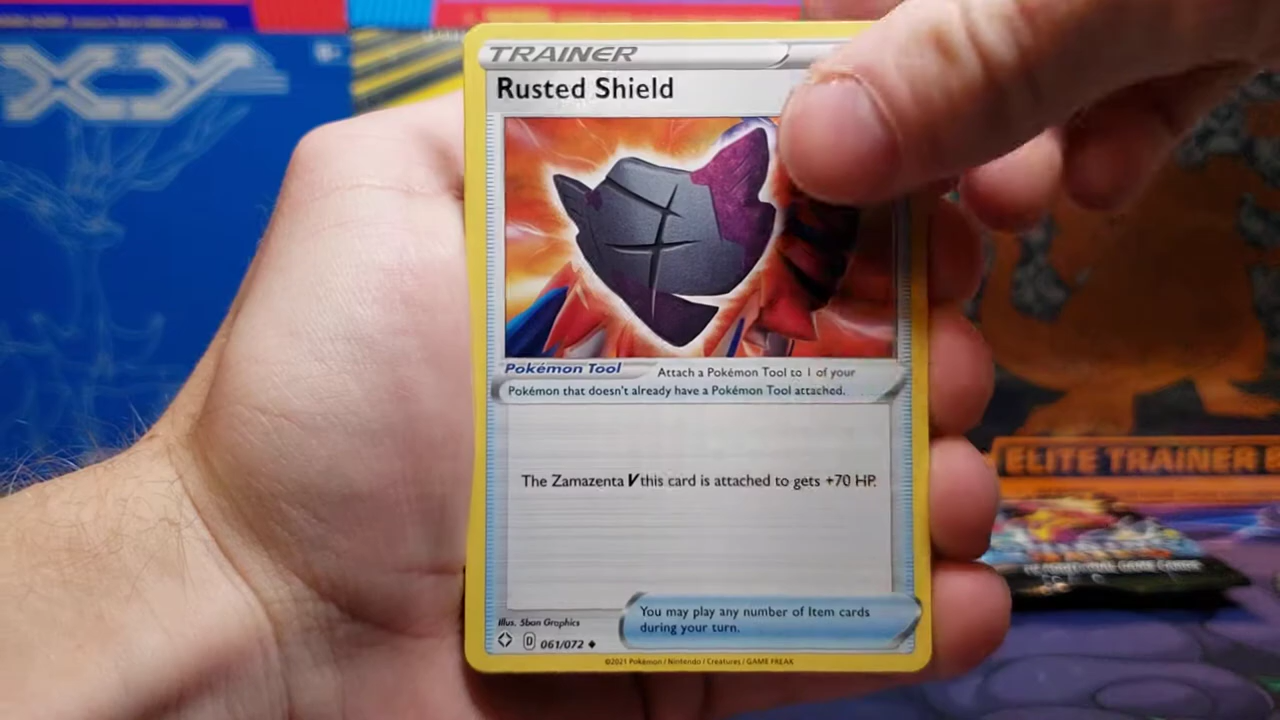 XY
TRAINER
Rusted Shield
Pokémon Tool
Attach a Pokémon Tool to 1 of your
Pokémon that doesn't already have a Pokémon Tool attached.
The Zamazenta V this card is attached to gets +70 HP.
You may play any number of Item cards
during your turn.
Illus. 5ban Graphics
D 061/072
©2021 Pokémon / Nintendo / Creatures / GAME FREAK
ELITE TRAINER B